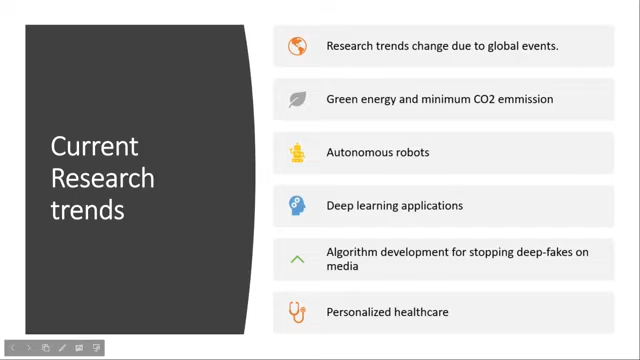 Current
Research
trends
Research trends change due to global events.
Green energy and minimum CO2 emmission
Autonomous robots
Deep learning applications
Algorithm development for stopping deep-fakes on
media
Personalized healthcare